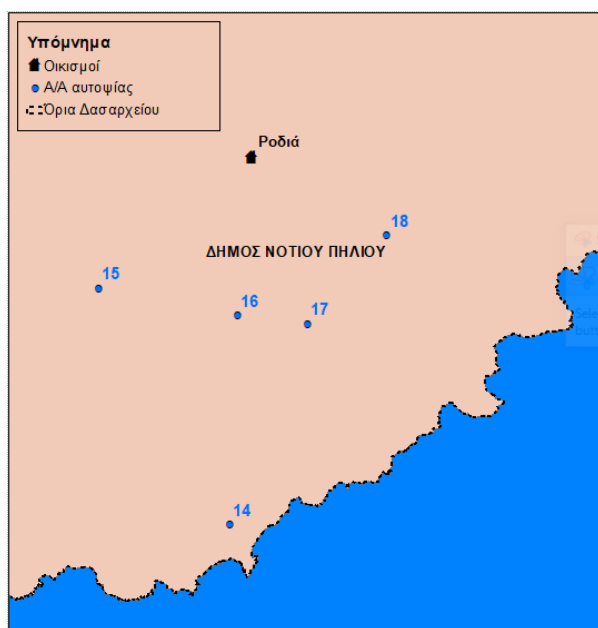 Υπόμνημα
Οικισμοί
Α/Α αυτοψίας
Όρια Δασαρχείου
Ροδιά
18
ΔΗΜΟΣ ΝΟΤΙΟΥ ΠΗΛΙΟΥ
15
16
17
14